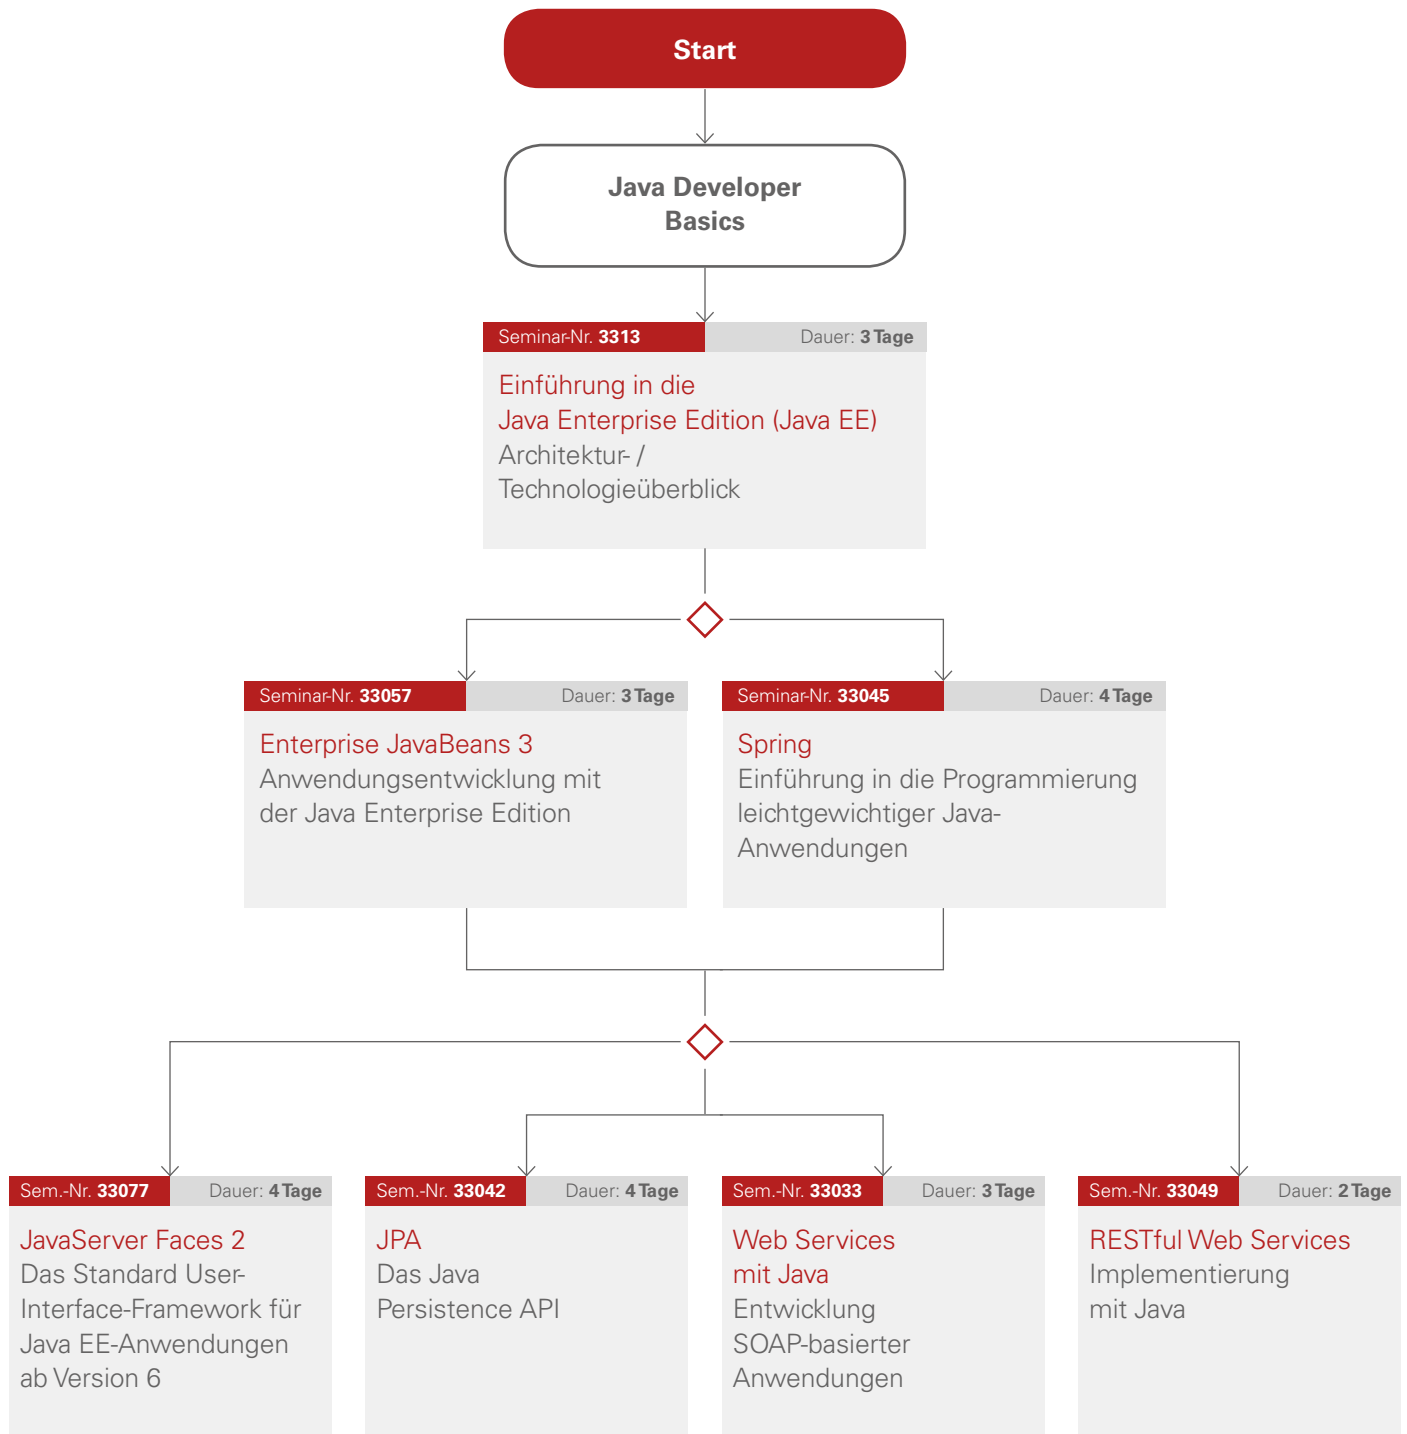 Start
Java Developer
Basics
Seminar-Nr. 3313 Dauer: 3 Tage
Einführung in die
Java Enterprise Edition (Java EE)
Architektur- /
Technologieüberblick
Seminar-Nr. 33057 Dauer: 3 Tage
Enterprise JavaBeans 3
Anwendungsentwicklung mit
der Java Enterprise Edition
Seminar-Nr. 33045 Dauer: 4 Tage
Spring
Einführung in die Programmierung
leichtgewichtiger Java-
Anwendungen
Sem.-Nr. 33077 Dauer: 4 Tage
JavaServer Faces 2
Das Standard User-
Interface-Framework für
Java EE-Anwendungen
ab Version 6
Sem.-Nr. 33042 Dauer: 4 Tage
JPA
Das Java
Persistence API
Sem.-Nr. 33033 Dauer: 3 Tage
Web Services
mit Java
Entwicklung
SOAP-basierter
Anwendungen
Sem.-Nr. 33049 Dauer: 2 Tage
RESTful Web Services
Implementierung
mit Java